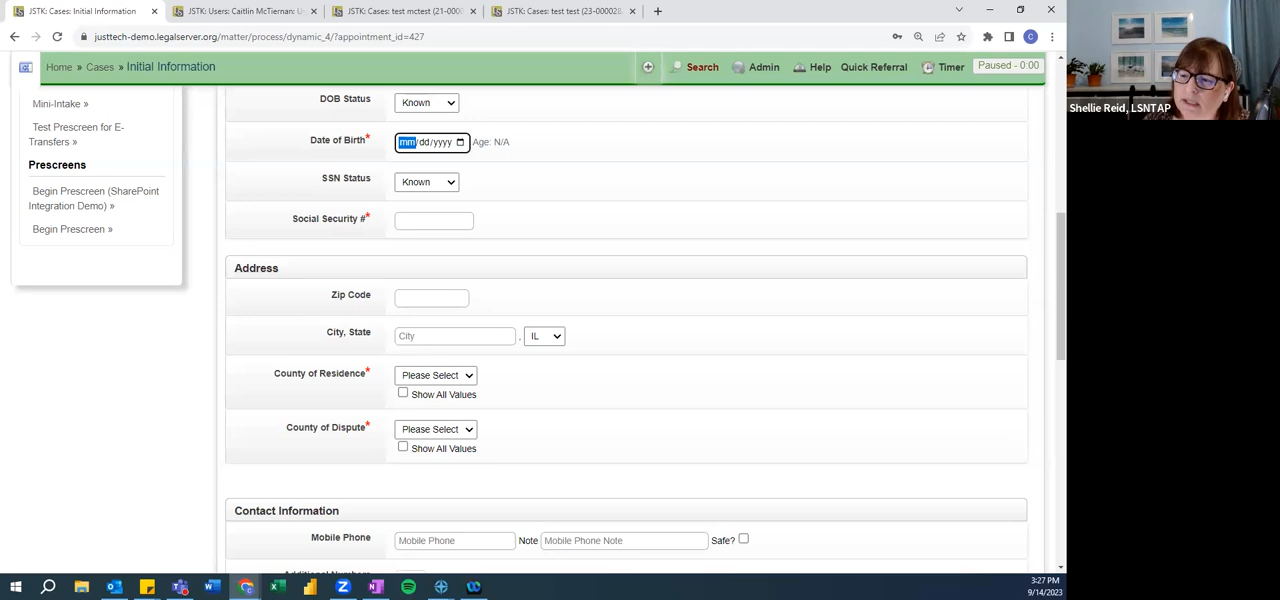 JSTK: Cases: Initial Information
JSTK: Users: Caitlin McTiernan: U
JSTK: Cases: test mctest (21-0000
JSTK: Cases: test test (23-0000028
justtech-demo.legalserver.org/matter/process/dynamic_4/?appointment_id=427
C
Home » Cases » Initial Information
Search
Admin
Help
Quick Referral
Timer
Paused - 0:00
Shellie Reid, LSNTAP
Mini-Intake »
Test Prescreen for E-
Transfers »
Prescreens
Begin Prescreen (SharePoint
Integration Demo) »
Begin Prescreen »
DOB Status
Known
Date of Birth*
mm/dd/yyyy
Age: N/A
SSN Status
Known
Social Security #*
Address
Zip Code
City, State
City
,
IL
County of Residence*
Please Select
Show All Values
County of Dispute*
Please Select
Show All Values
Contact Information
Mobile Phone
Mobile Phone
Note
Mobile Phone Note
Safe?
3:27 PM
9/14/2023